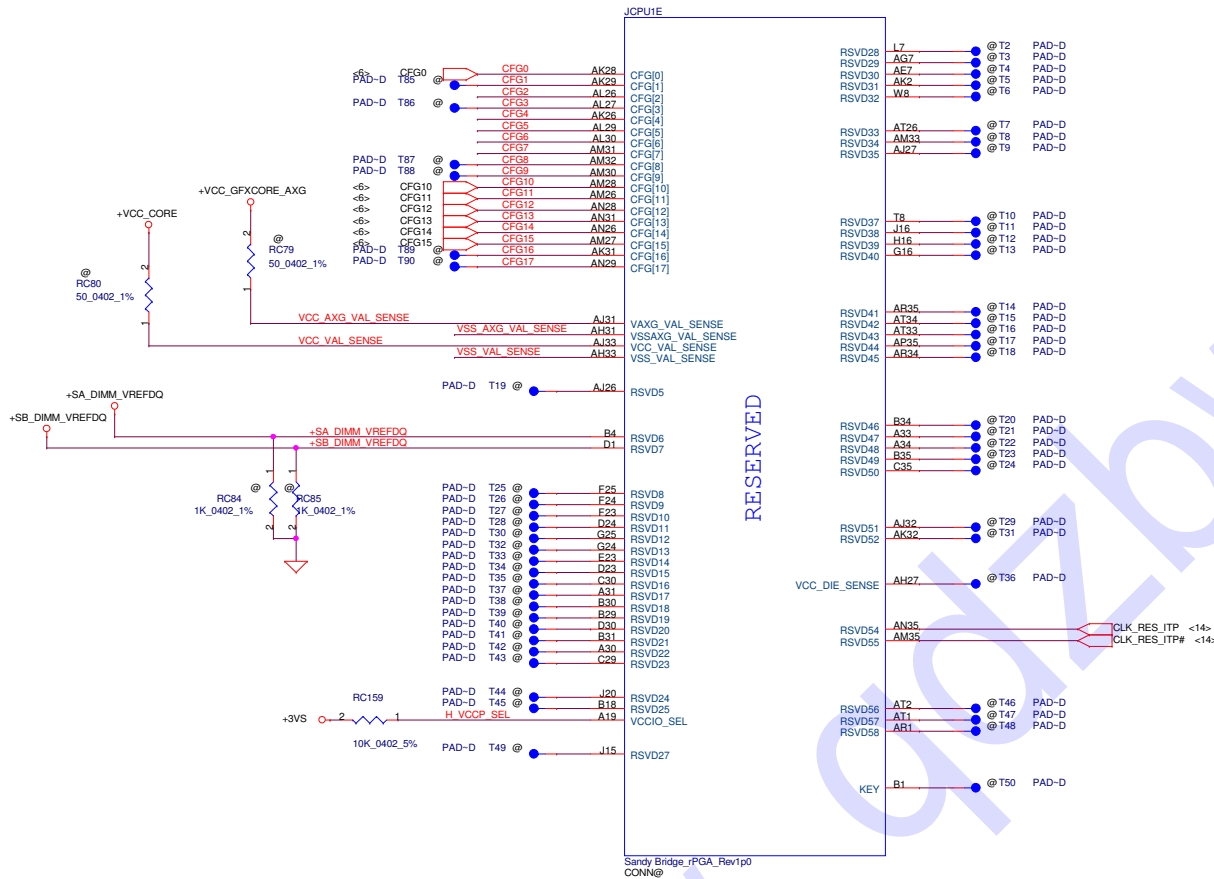 JCPU1E
<6> CFG0 CFG0 AK28 CFG[0]
PAD~D T85 @ CFG1 AK29 CFG[1]
CFG2 AL26 CFG[2]
PAD~D T86 @ CFG3 AL27 CFG[3]
CFG4 AK26 CFG[4]
CFG5 AL29 CFG[5]
CFG6 AL30 CFG[6]
CFG7 AM31 CFG[7]
PAD~D T87 @ CFG8 AM32 CFG[8]
PAD~D T88 @ CFG9 AM30 CFG[9]
<6> CFG10 CFG10 AM28 CFG[10]
<6> CFG11 CFG11 AM26 CFG[11]
<6> CFG12 CFG12 AN28 CFG[12]
<6> CFG13 CFG13 AN31 CFG[13]
<6> CFG14 CFG14 AN26 CFG[14]
<6> CFG15 CFG15 AM27 CFG[15]
PAD~D T89 @ CFG16 AK31 CFG[16]
PAD~D T90 @ CFG17 AN29 CFG[17]
+VCC_GFXCORE_AXG
+VCC_CORE
2 @ RC79 50_0402_1% 1
2 @ RC80 50_0402_1% 1
VCC_AXG_VAL_SENSE AJ31 VAXG_VAL_SENSE
VSS_AXG_VAL_SENSE AH31 VSSAXG_VAL_SENSE
VCC_VAL_SENSE AJ33 VCC_VAL_SENSE
VSS_VAL_SENSE AH33 VSS_VAL_SENSE
PAD~D T19 @ AJ26 RSVD5
+SA_DIMM_VREFDQ
+SB_DIMM_VREFDQ
+SA_DIMM_VREFDQ B4 RSVD6
+SB_DIMM_VREFDQ D1 RSVD7
1 @ RC84 1K_0402_1% 2
1 @ RC85 1K_0402_1% 2
PAD~D T25 @ F25 RSVD8
PAD~D T26 @ F24 RSVD9
PAD~D T27 @ F23 RSVD10
PAD~D T28 @ D24 RSVD11
PAD~D T30 @ G25 RSVD12
PAD~D T32 @ G24 RSVD13
PAD~D T33 @ E23 RSVD14
PAD~D T34 @ D23 RSVD15
PAD~D T35 @ C30 RSVD16
PAD~D T37 @ A31 RSVD17
PAD~D T38 @ B30 RSVD18
PAD~D T39 @ B29 RSVD19
PAD~D T40 @ D30 RSVD20
PAD~D T41 @ B31 RSVD21
PAD~D T42 @ A30 RSVD22
PAD~D T43 @ C29 RSVD23
PAD~D T44 @ J20 RSVD24
PAD~D T45 @ B18 RSVD25
+3VS 2 RC159 1 H_VCCP_SEL A19 VCCIO_SEL
10K_0402_5%
PAD~D T49 @ J15 RSVD27
RESERVED
RSVD28 L7 @ T2 PAD~D
RSVD29 AG7 @ T3 PAD~D
RSVD30 AE7 @ T4 PAD~D
RSVD31 AK2 @ T5 PAD~D
RSVD32 W8 @ T6 PAD~D
RSVD33 AT26 @ T7 PAD~D
RSVD34 AM33 @ T8 PAD~D
RSVD35 AJ27 @ T9 PAD~D
RSVD37 T8 @ T10 PAD~D
RSVD38 J16 @ T11 PAD~D
RSVD39 H16 @ T12 PAD~D
RSVD40 G16 @ T13 PAD~D
RSVD41 AR35 @ T14 PAD~D
RSVD42 AT34 @ T15 PAD~D
RSVD43 AT33 @ T16 PAD~D
RSVD44 AP35 @ T17 PAD~D
RSVD45 AR34 @ T18 PAD~D
RSVD46 B34 @ T20 PAD~D
RSVD47 A33 @ T21 PAD~D
RSVD48 A34 @ T22 PAD~D
RSVD49 B35 @ T23 PAD~D
RSVD50 C35 @ T24 PAD~D
RSVD51 AJ32 @ T29 PAD~D
RSVD52 AK32 @ T31 PAD~D
VCC_DIE_SENSE AH27 @ T36 PAD~D
RSVD54 AN35 CLK_RES_ITP <14>
RSVD55 AM35 CLK_RES_ITP# <14>
RSVD56 AT2 @ T46 PAD~D
RSVD57 AT1 @ T47 PAD~D
RSVD58 AR1 @ T48 PAD~D
KEY B1 @ T50 PAD~D
Sandy Bridge_rPGA_Rev1p0
CONN@